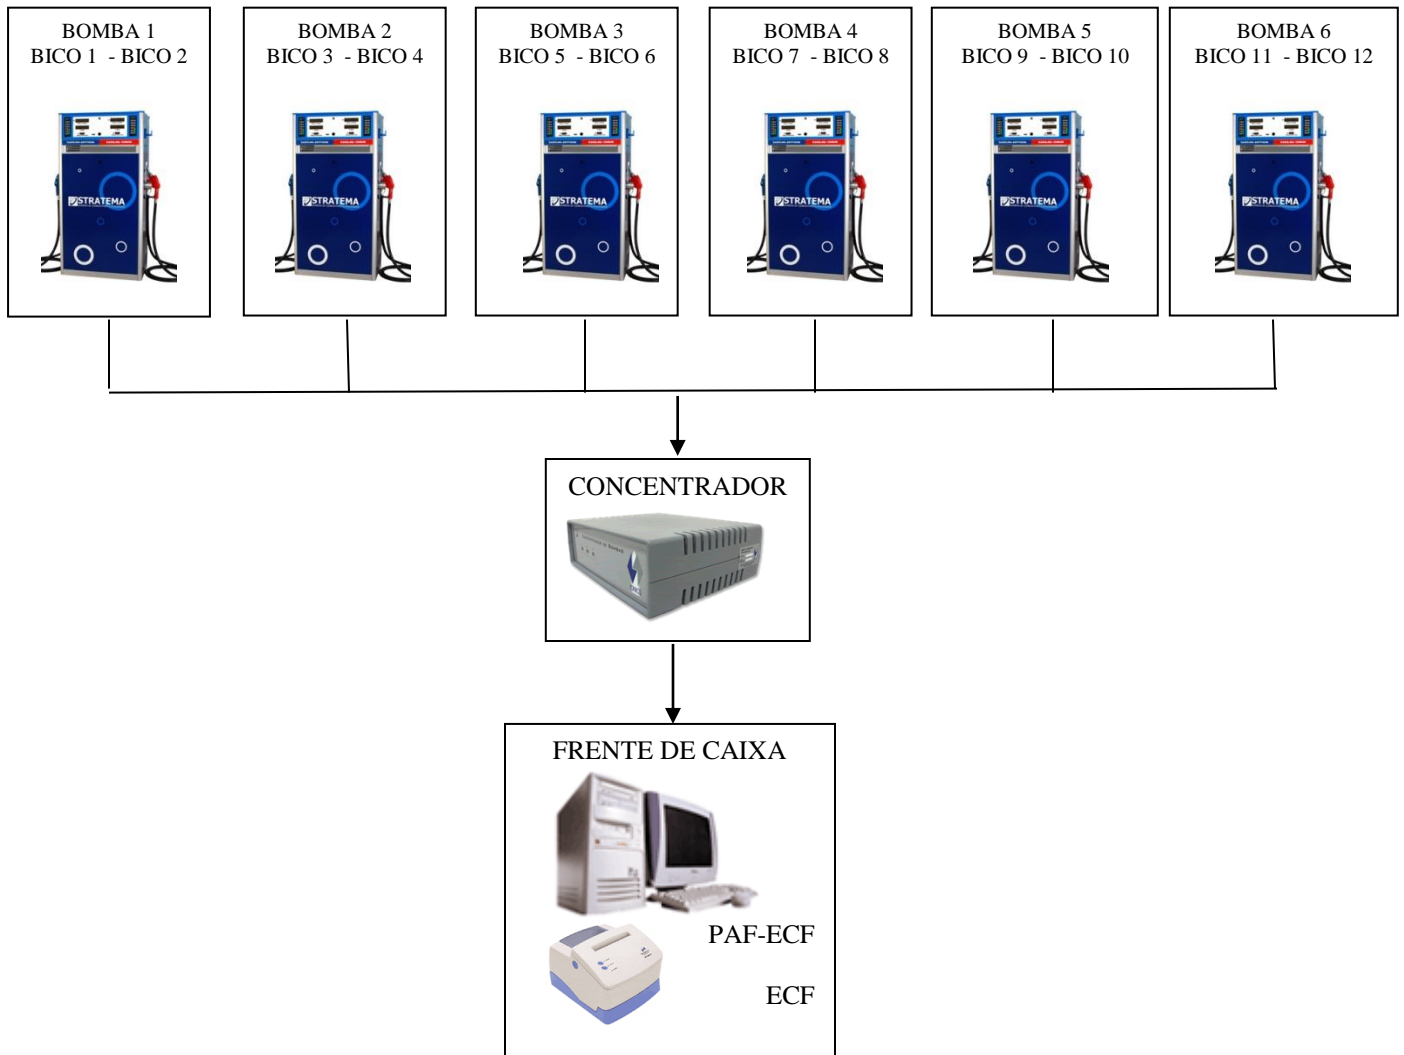 BOMBA 1
BICO 1 - BICO 2
BOMBA 2
BICO 3 - BICO 4
BOMBA 3
BICO 5 - BICO 6
BOMBA 4
BICO 7 - BICO 8
BOMBA 5
BICO 9 - BICO 10
BOMBA 6
BICO 11 - BICO 12
STRATEMA
STRATEMA
STRATEMA
STRATEMA
STRATEMA
STRATEMA
CONCENTRADOR
FRENTE DE CAIXA
PAF-ECF
ECF